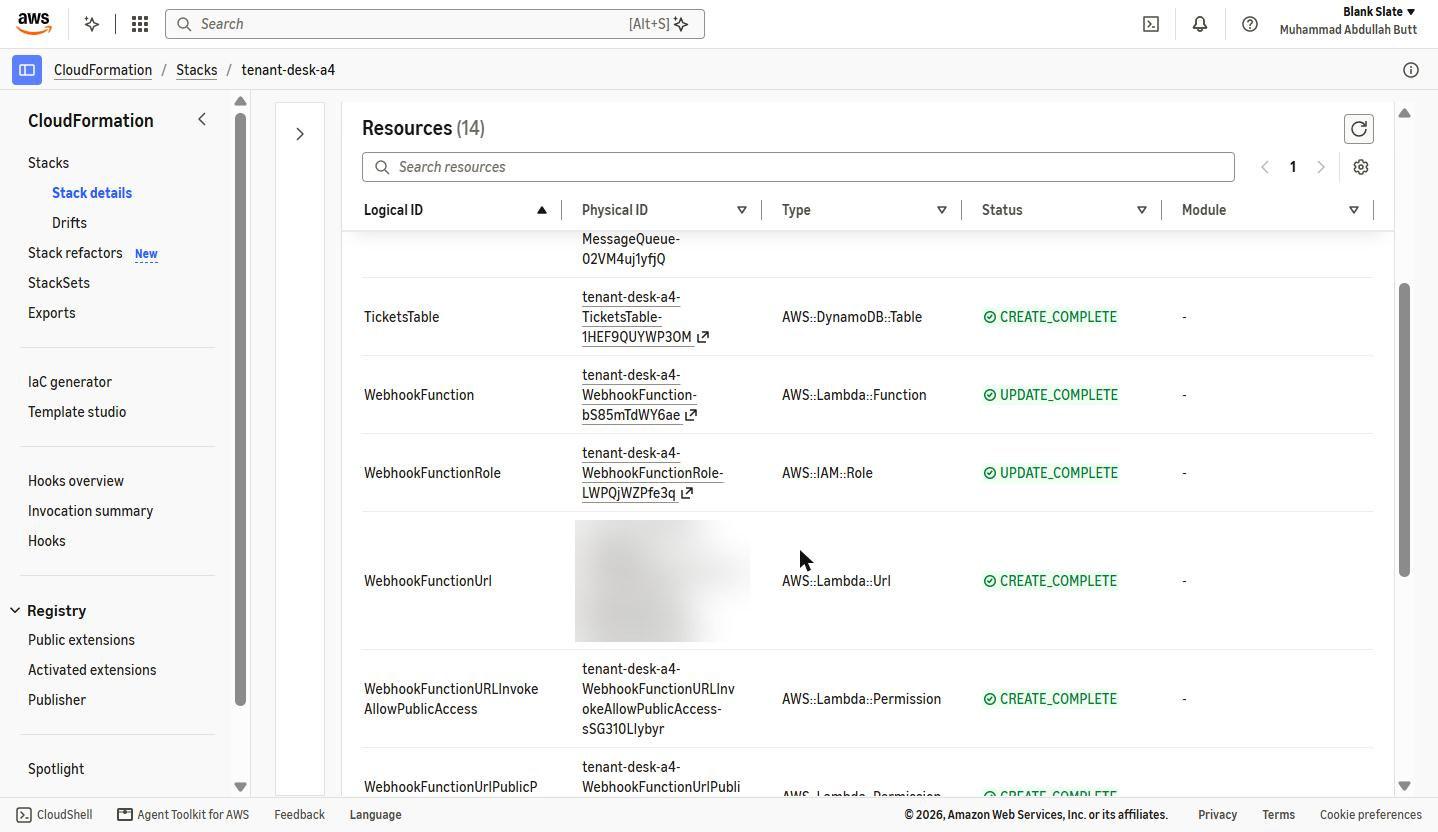 aws
Search [Alt+S]
Blank Slate
Muhammad Abdullah Butt
CloudFormation / Stacks / tenant-desk-a4
CloudFormation
Stacks
Stack details
Drifts
Stack refactors New
StackSets
Exports
IaC generator
Template studio
Hooks overview
Invocation summary
Hooks
Registry
Public extensions
Activated extensions
Publisher
Spotlight
Resources (14)
Search resources
1
Logical ID Physical ID Type Status Module
MessageQueue-
02VM4uj1yfjQ
TicketsTable
tenant-desk-a4-
TicketsTable-
1HEF9QUYWP3OM
AWS::DynamoDB::Table CREATE_COMPLETE -
WebhookFunction
tenant-desk-a4-
WebhookFunction-
bS85mTdWY6ae
AWS::Lambda::Function UPDATE_COMPLETE -
WebhookFunctionRole
tenant-desk-a4-
WebhookFunctionRole-
LWPQjWZPfe3q
AWS::IAM::Role UPDATE_COMPLETE -
WebhookFunctionUrl AWS::Lambda::Url CREATE_COMPLETE -
WebhookFunctionURLInvoke
AllowPublicAccess
tenant-desk-a4-
WebhookFunctionURLInv
okeAllowPublicAccess-
sSG310LIybyr
AWS::Lambda::Permission CREATE_COMPLETE -
WebhookFunctionUrlPublicP
tenant-desk-a4-
WebhookFunctionUrlPubli
AWS::Lambda::Permission CREATE_COMPLETE
CloudShell Agent Toolkit for AWS Feedback Language © 2026, Amazon Web Services, Inc. or its affiliates. Privacy Terms Cookie preferences